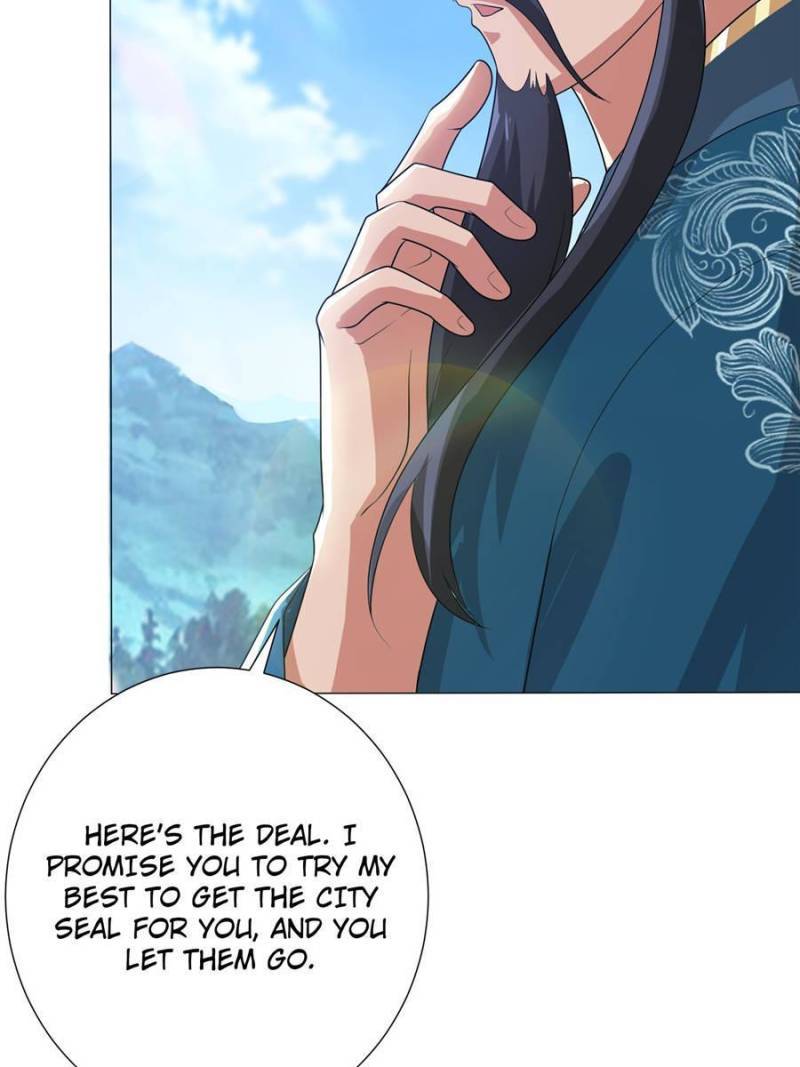 HERE'S THE DEAL. I
PROMISE YOU TO TRY MY
BEST TO GET THE CITY
SEAL FOR YOU, AND YOU
LET THEM GO.